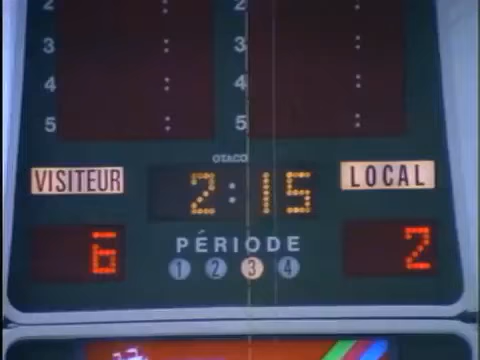 2 : 2 :
3 : 3 :
4 : 4 :
5 : 5 :
OTACO
VISITEUR 2:15 LOCAL
PÉRIODE
6 1 2 3 4 2